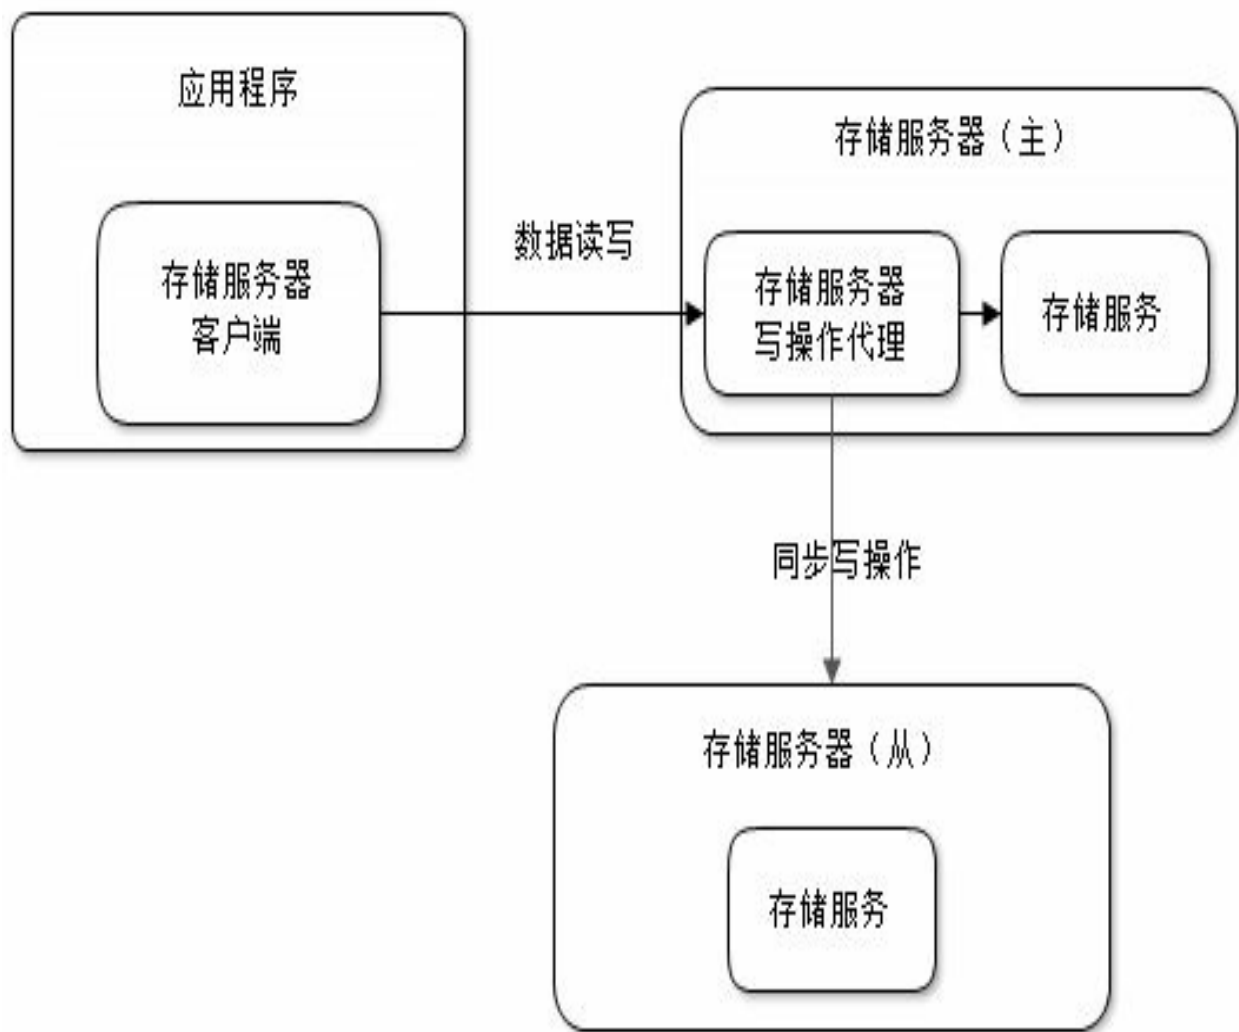 应用程序
存储服务器
客户端
数据读写
存储服务器（主）
存储服务器
写操作代理
存储服务
同步写操作
存储服务器（从）
存储服务